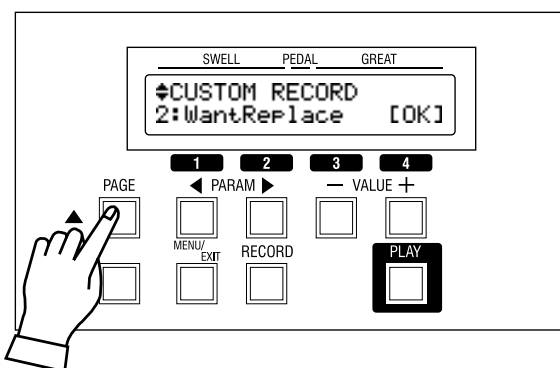 SWELL PEDAL GREAT
CUSTOM RECORD
2:WantReplace [OK]
1 2 3 4
PAGE ◀ PARAM ▶ — VALUE +
▲
MENU/
EXIT RECORD PLAY